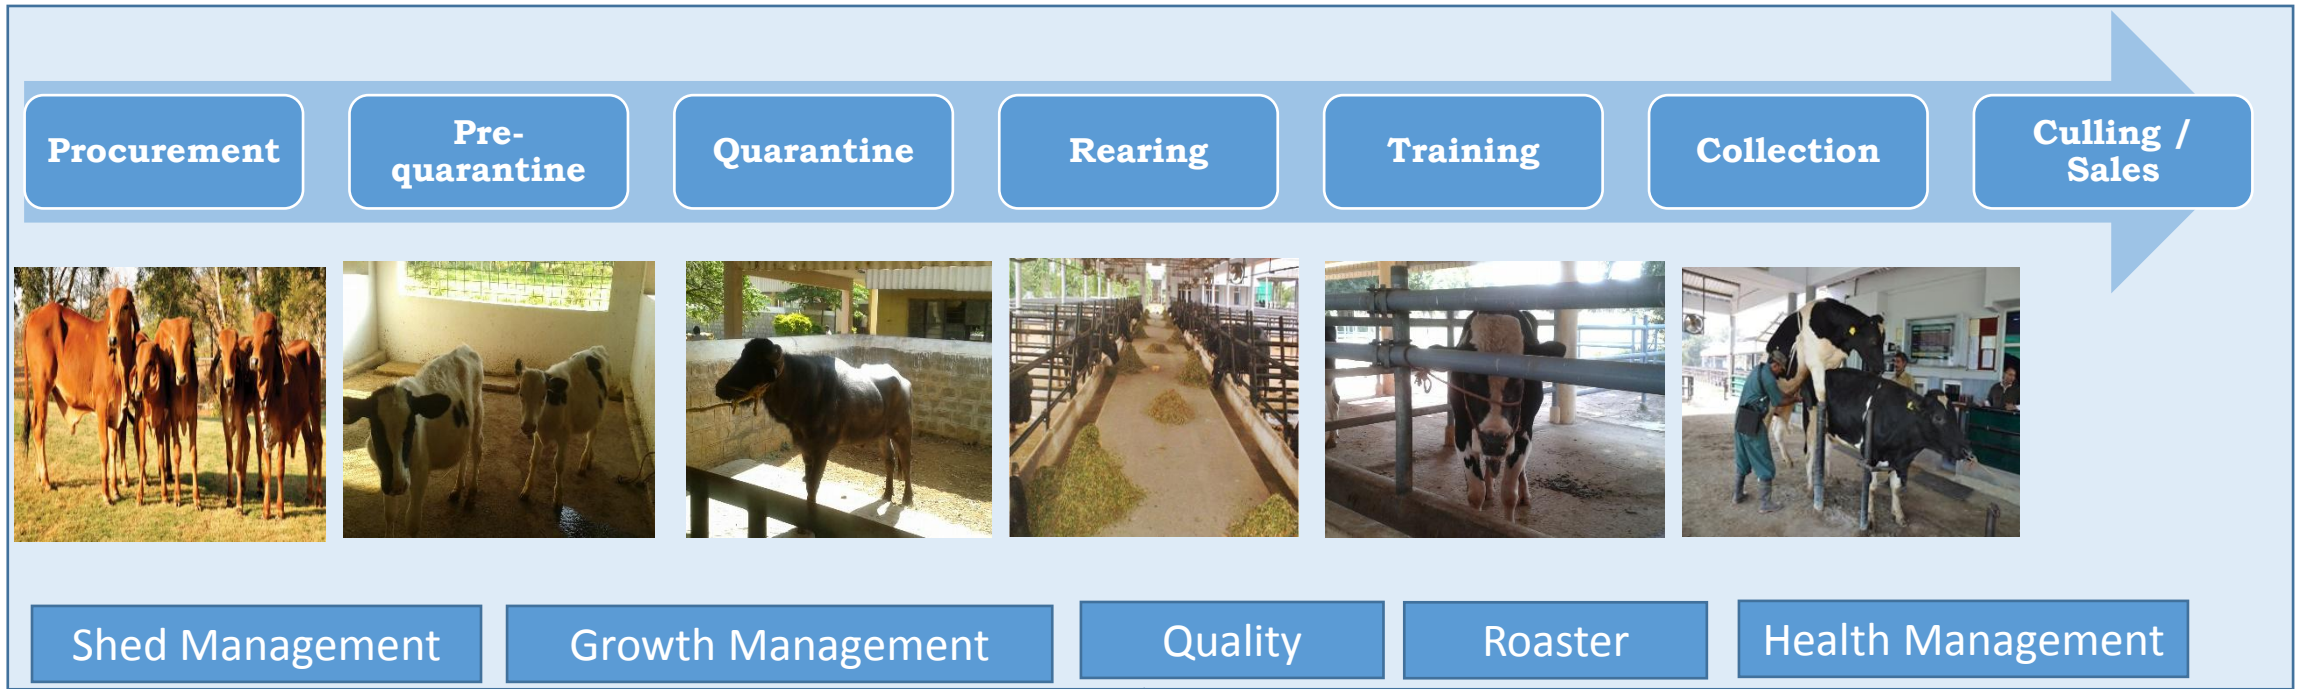 Procurement
Pre-
quarantine
Quarantine
Rearing
Training
Collection
Culling /
Sales
Shed Management
Growth Management
Quality
Roaster
Health Management